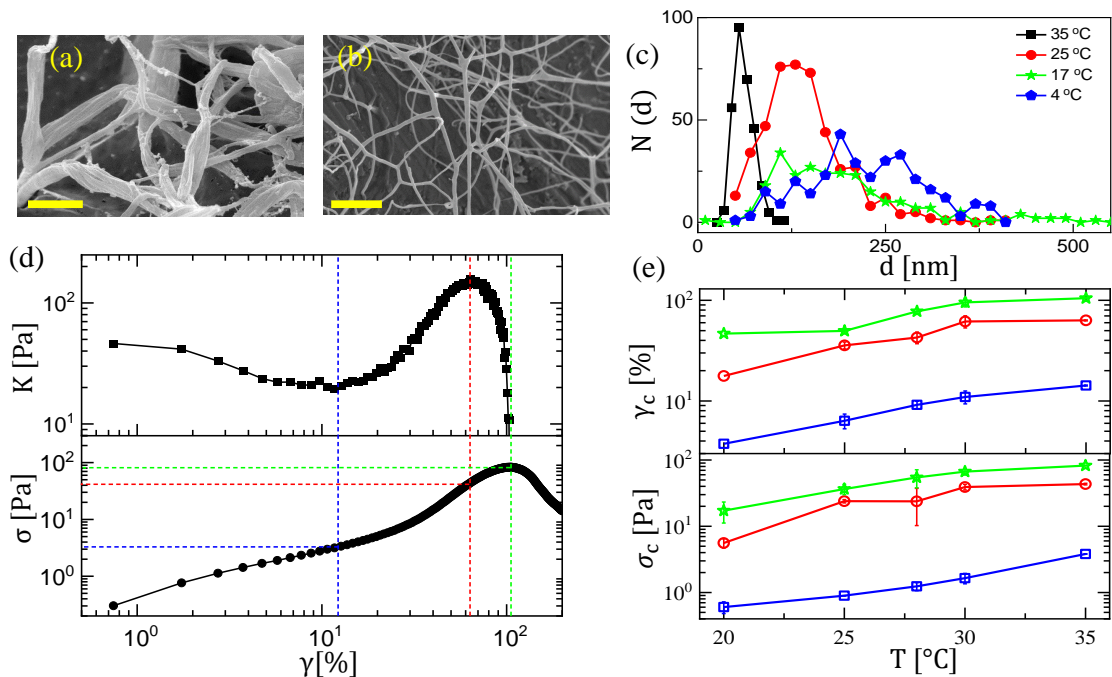 (a)
(b)
(c)
100
50
0
N (d)
0
250
500
d [nm]
35 °C
25 °C
17 °C
4 °C
(d)
10²
10¹
K [Pa]
10²
10¹
10⁰
σ [Pa]
10⁰
10¹
10²
γ[%]
(e)
10²
10¹
γc [%]
10²
10¹
10⁰
σc [Pa]
20
25
30
35
T [°C]